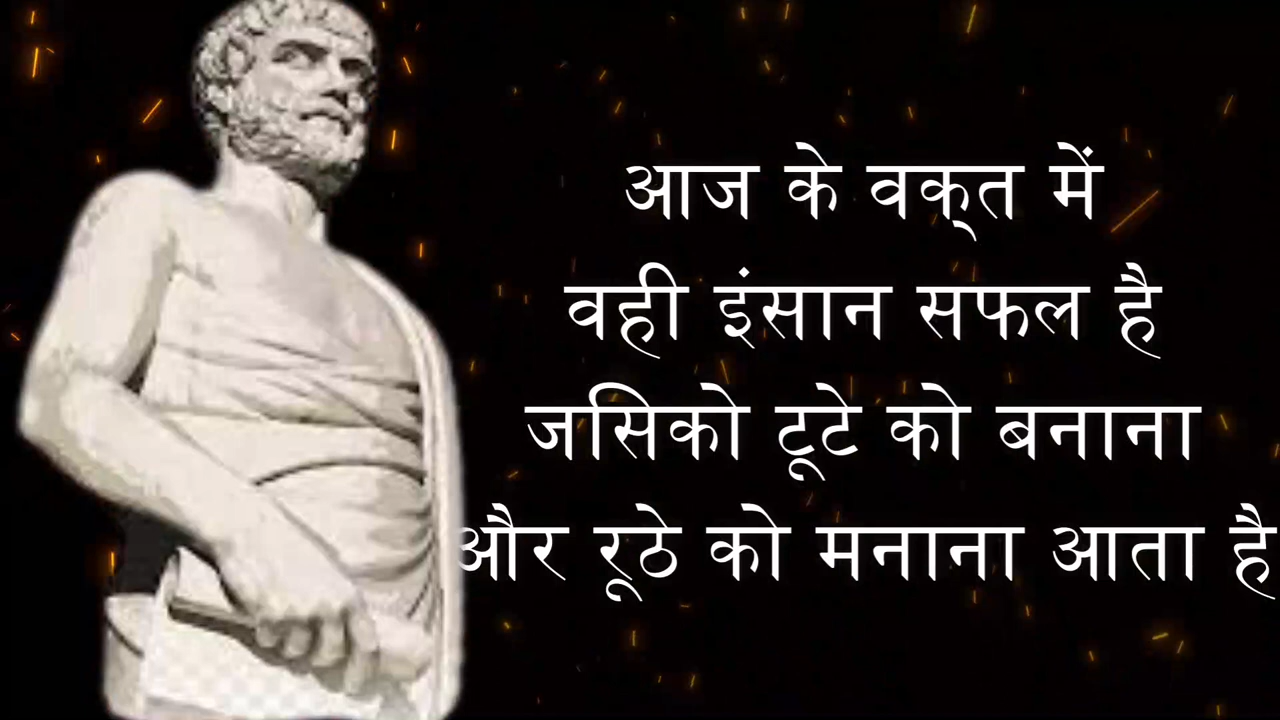 आज के वक्‌त में
वही इंसान सफल है
जसिको टूटे को बनाना
और रूठे को मनाना आता है